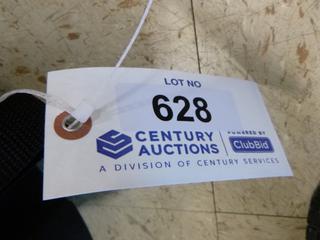 LOT NO
628
CENTURY AUCTIONS
POWERED BY
ClubBid
A DIVISION OF CENTURY SERVICES